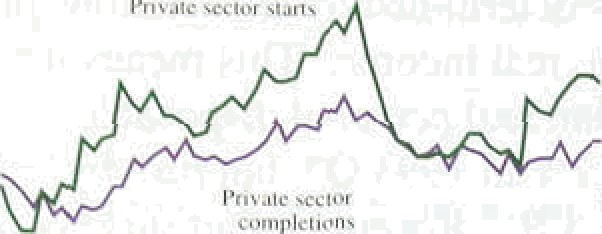 Private sector starts
Private sector
completions